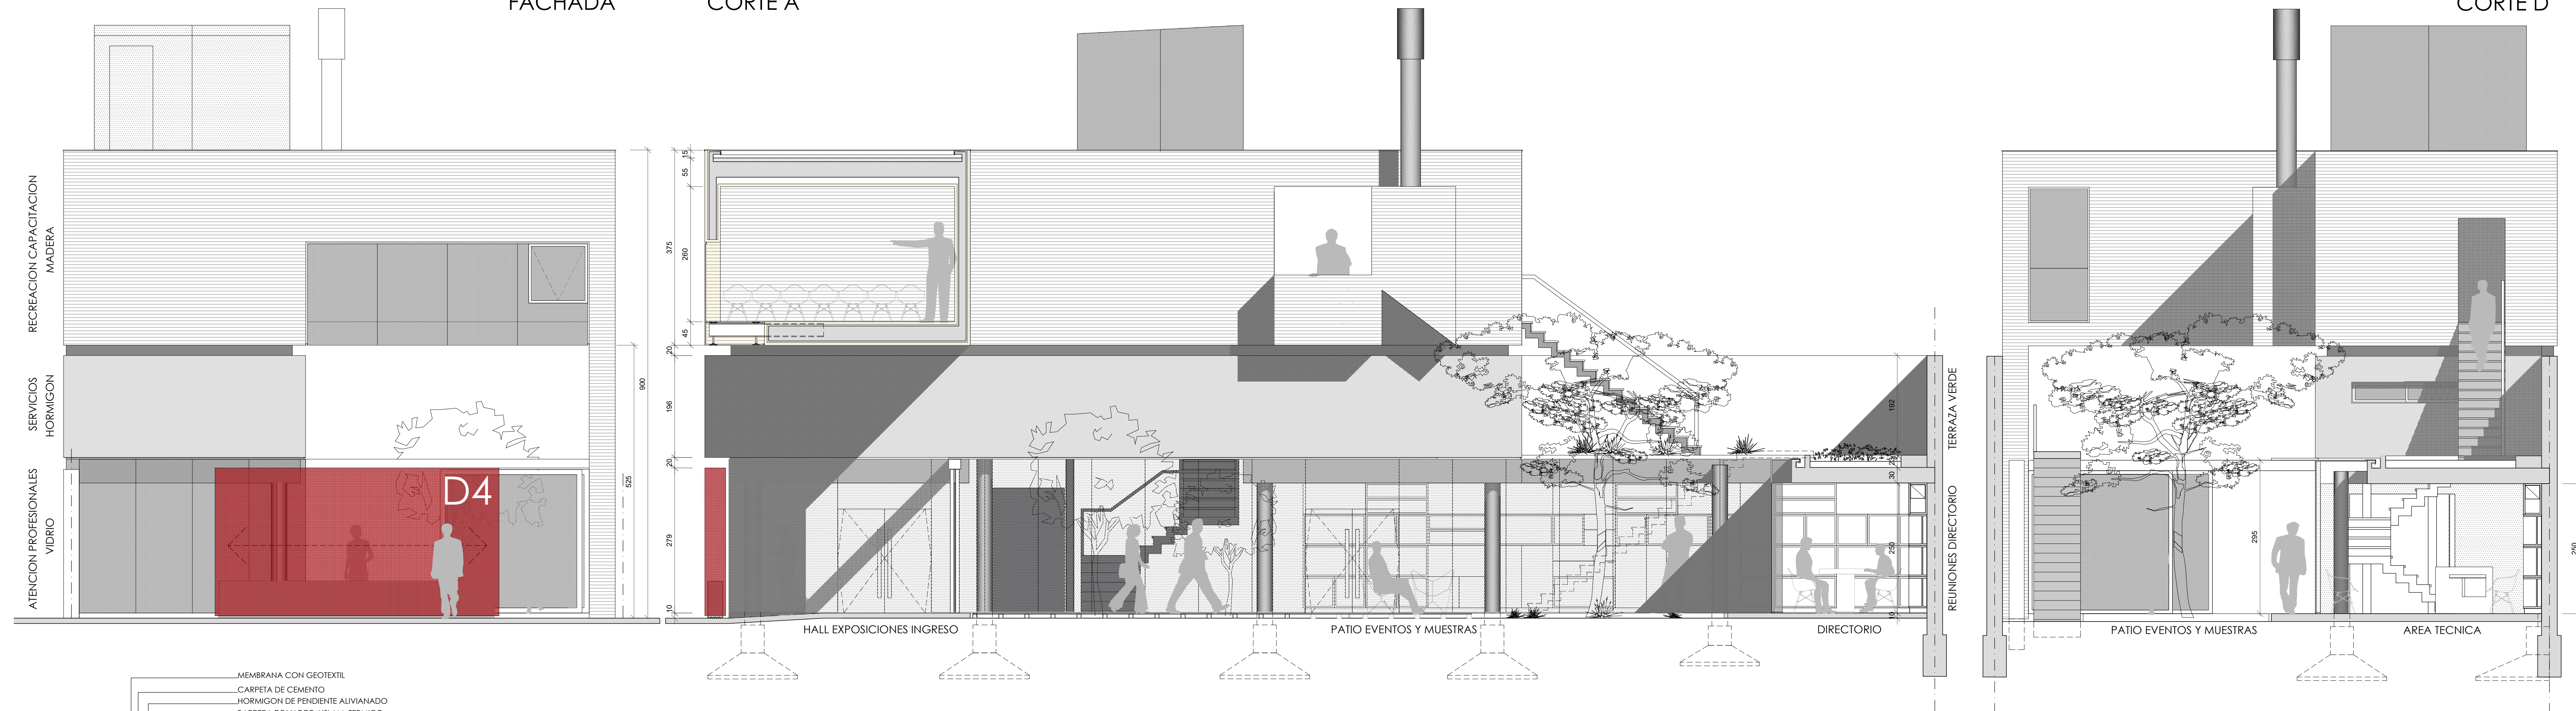 FACHADA
CORTE A
CORTE D
RECREACION CAPACITACION
MADERA
SERVICIOS
HORMIGON
ATENCION PROFESIONALES
VIDRIO
D4
900
525
15
55
375
260
45
20
196
20
279
10
192
30
250
10
TERRAZA VERDE
REUNIONES DIRECTORIO
HALL EXPOSICIONES INGRESO
PATIO EVENTOS Y MUESTRAS
DIRECTORIO
295
250
PATIO EVENTOS Y MUESTRAS
AREA TECNICA
MEMBRANA CON GEOTEXTIL
CARPETA DE CEMENTO
HORMIGON DE PENDIENTE ALIVIANADO